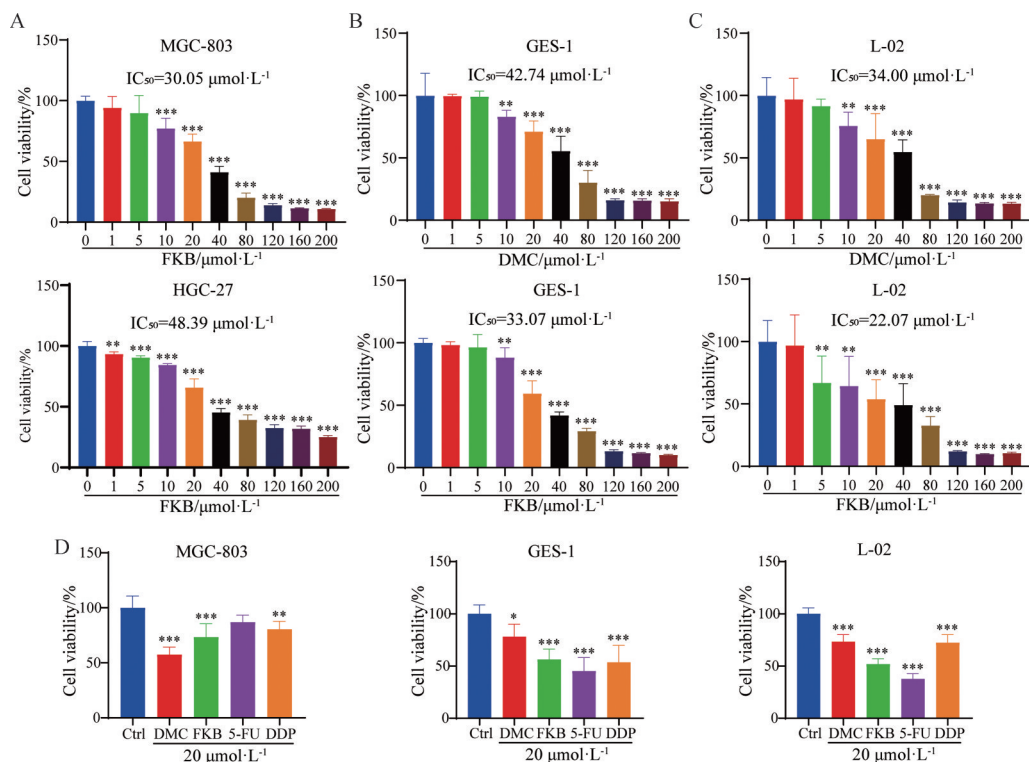 A
MGC-803
IC₅₀=30.05 μmol·L⁻¹
Cell viability/%
150
100
50
0
*** *** *** *** *** *** ***
0 1 5 10 20 40 80 120 160 200
FKB/μmol·L⁻¹
B
GES-1
IC₅₀=42.74 μmol·L⁻¹
Cell viability/%
150
100
50
0
** *** *** *** *** *** ***
0 1 5 10 20 40 80 120 160 200
DMC/μmol·L⁻¹
C
L-02
IC₅₀=34.00 μmol·L⁻¹
Cell viability/%
150
100
50
0
** *** *** *** *** *** ***
0 1 5 10 20 40 80 120 160 200
DMC/μmol·L⁻¹
HGC-27
IC₅₀=48.39 μmol·L⁻¹
Cell viability/%
150
100
50
0
** *** *** *** *** *** *** *** ***
0 1 5 10 20 40 80 120 160 200
FKB/μmol·L⁻¹
GES-1
IC₅₀=33.07 μmol·L⁻¹
Cell viability/%
150
100
50
0
** *** *** *** *** *** ***
0 1 5 10 20 40 80 120 160 200
FKB/μmol·L⁻¹
L-02
IC₅₀=22.07 μmol·L⁻¹
Cell viability/%
150
100
50
0
** ** *** *** *** *** *** ***
0 1 5 10 20 40 80 120 160 200
FKB/μmol·L⁻¹
D
MGC-803
Cell viability/%
150
100
50
0
*** *** **
Ctrl DMC FKB 5-FU DDP
20 μmol·L⁻¹
GES-1
Cell viability/%
150
100
50
0
* *** *** ***
Ctrl DMC FKB 5-FU DDP
20 μmol·L⁻¹
L-02
Cell viability/%
150
100
50
0
*** *** *** ***
Ctrl DMC FKB 5-FU DDP
20 μmol·L⁻¹